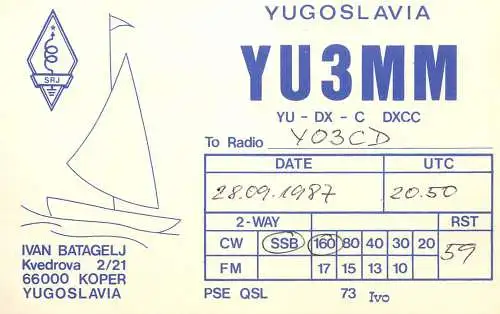 YUGOSLAVIA
SRJ
YU3MM
YU - DX - C DXCC
To Radio YO3CD
DATE UTC
28.09.1987 20.50
2-WAY RST
CW SSB 160 80 40 30 20 59
FM 17 15 13 10
IVAN BATAGELJ
Kvedrova 2/21
66000 KOPER
YUGOSLAVIA
PSE QSL 73 Ivo